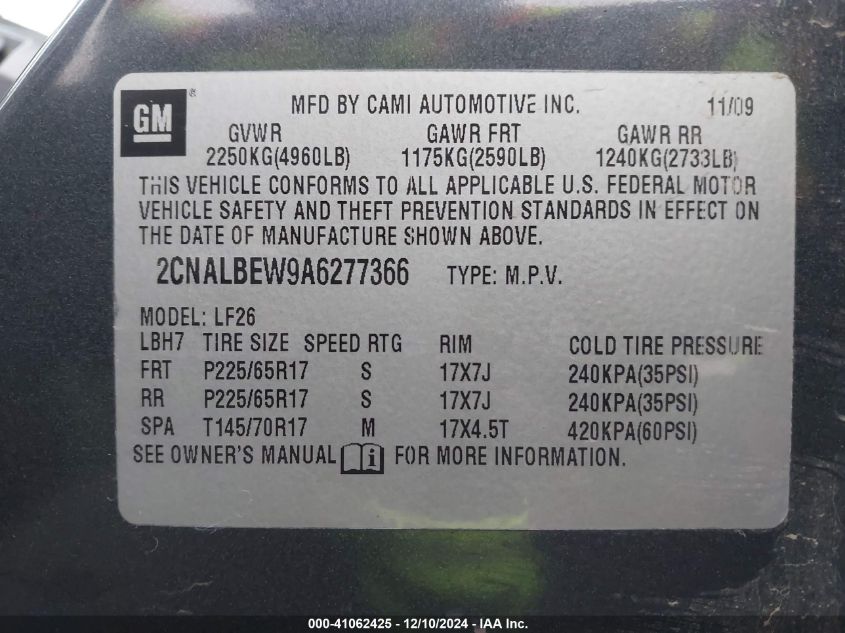 GM ® MFD BY CAMI AUTOMOTIVE INC. 11/09
GVWR GAWR FRT GAWR RR
2250KG(4960LB) 1175KG(2590LB) 1240KG(2733LB)
THIS VEHICLE CONFORMS TO ALL APPLICABLE U.S. FEDERAL MOTOR
VEHICLE SAFETY AND THEFT PREVENTION STANDARDS IN EFFECT ON
THE DATE OF MANUFACTURE SHOWN ABOVE.
2CNALBEW9A6277366 TYPE: M.P.V.
MODEL: LF26
LBH7 TIRE SIZE SPEED RTG RIM COLD TIRE PRESSURE
FRT P225/65R17 S 17X7J 240KPA(35PSI)
RR P225/65R17 S 17X7J 240KPA(35PSI)
SPA T145/70R17 M 17X4.5T 420KPA(60PSI)
SEE OWNER'S MANUAL i FOR MORE INFORMATION.
000-41062425 - 12/10/2024 - IAA Inc.